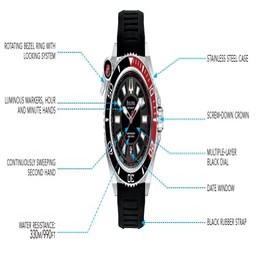 ROTATING BEZEL RING WITH
LOCKING SYSTEM
STAINLESS STEEL CASE
LUMINOUS MARKERS, HOUR
AND MINUTE HANDS
SCREW-DOWN CROWN
MULTIPLE-LAYER
BLACK DIAL
CONTINUOUSLY SWEEPING
SECOND HAND
DATE WINDOW
WATER RESISTANCE:
330M/990FT
BLACK RUBBER STRAP